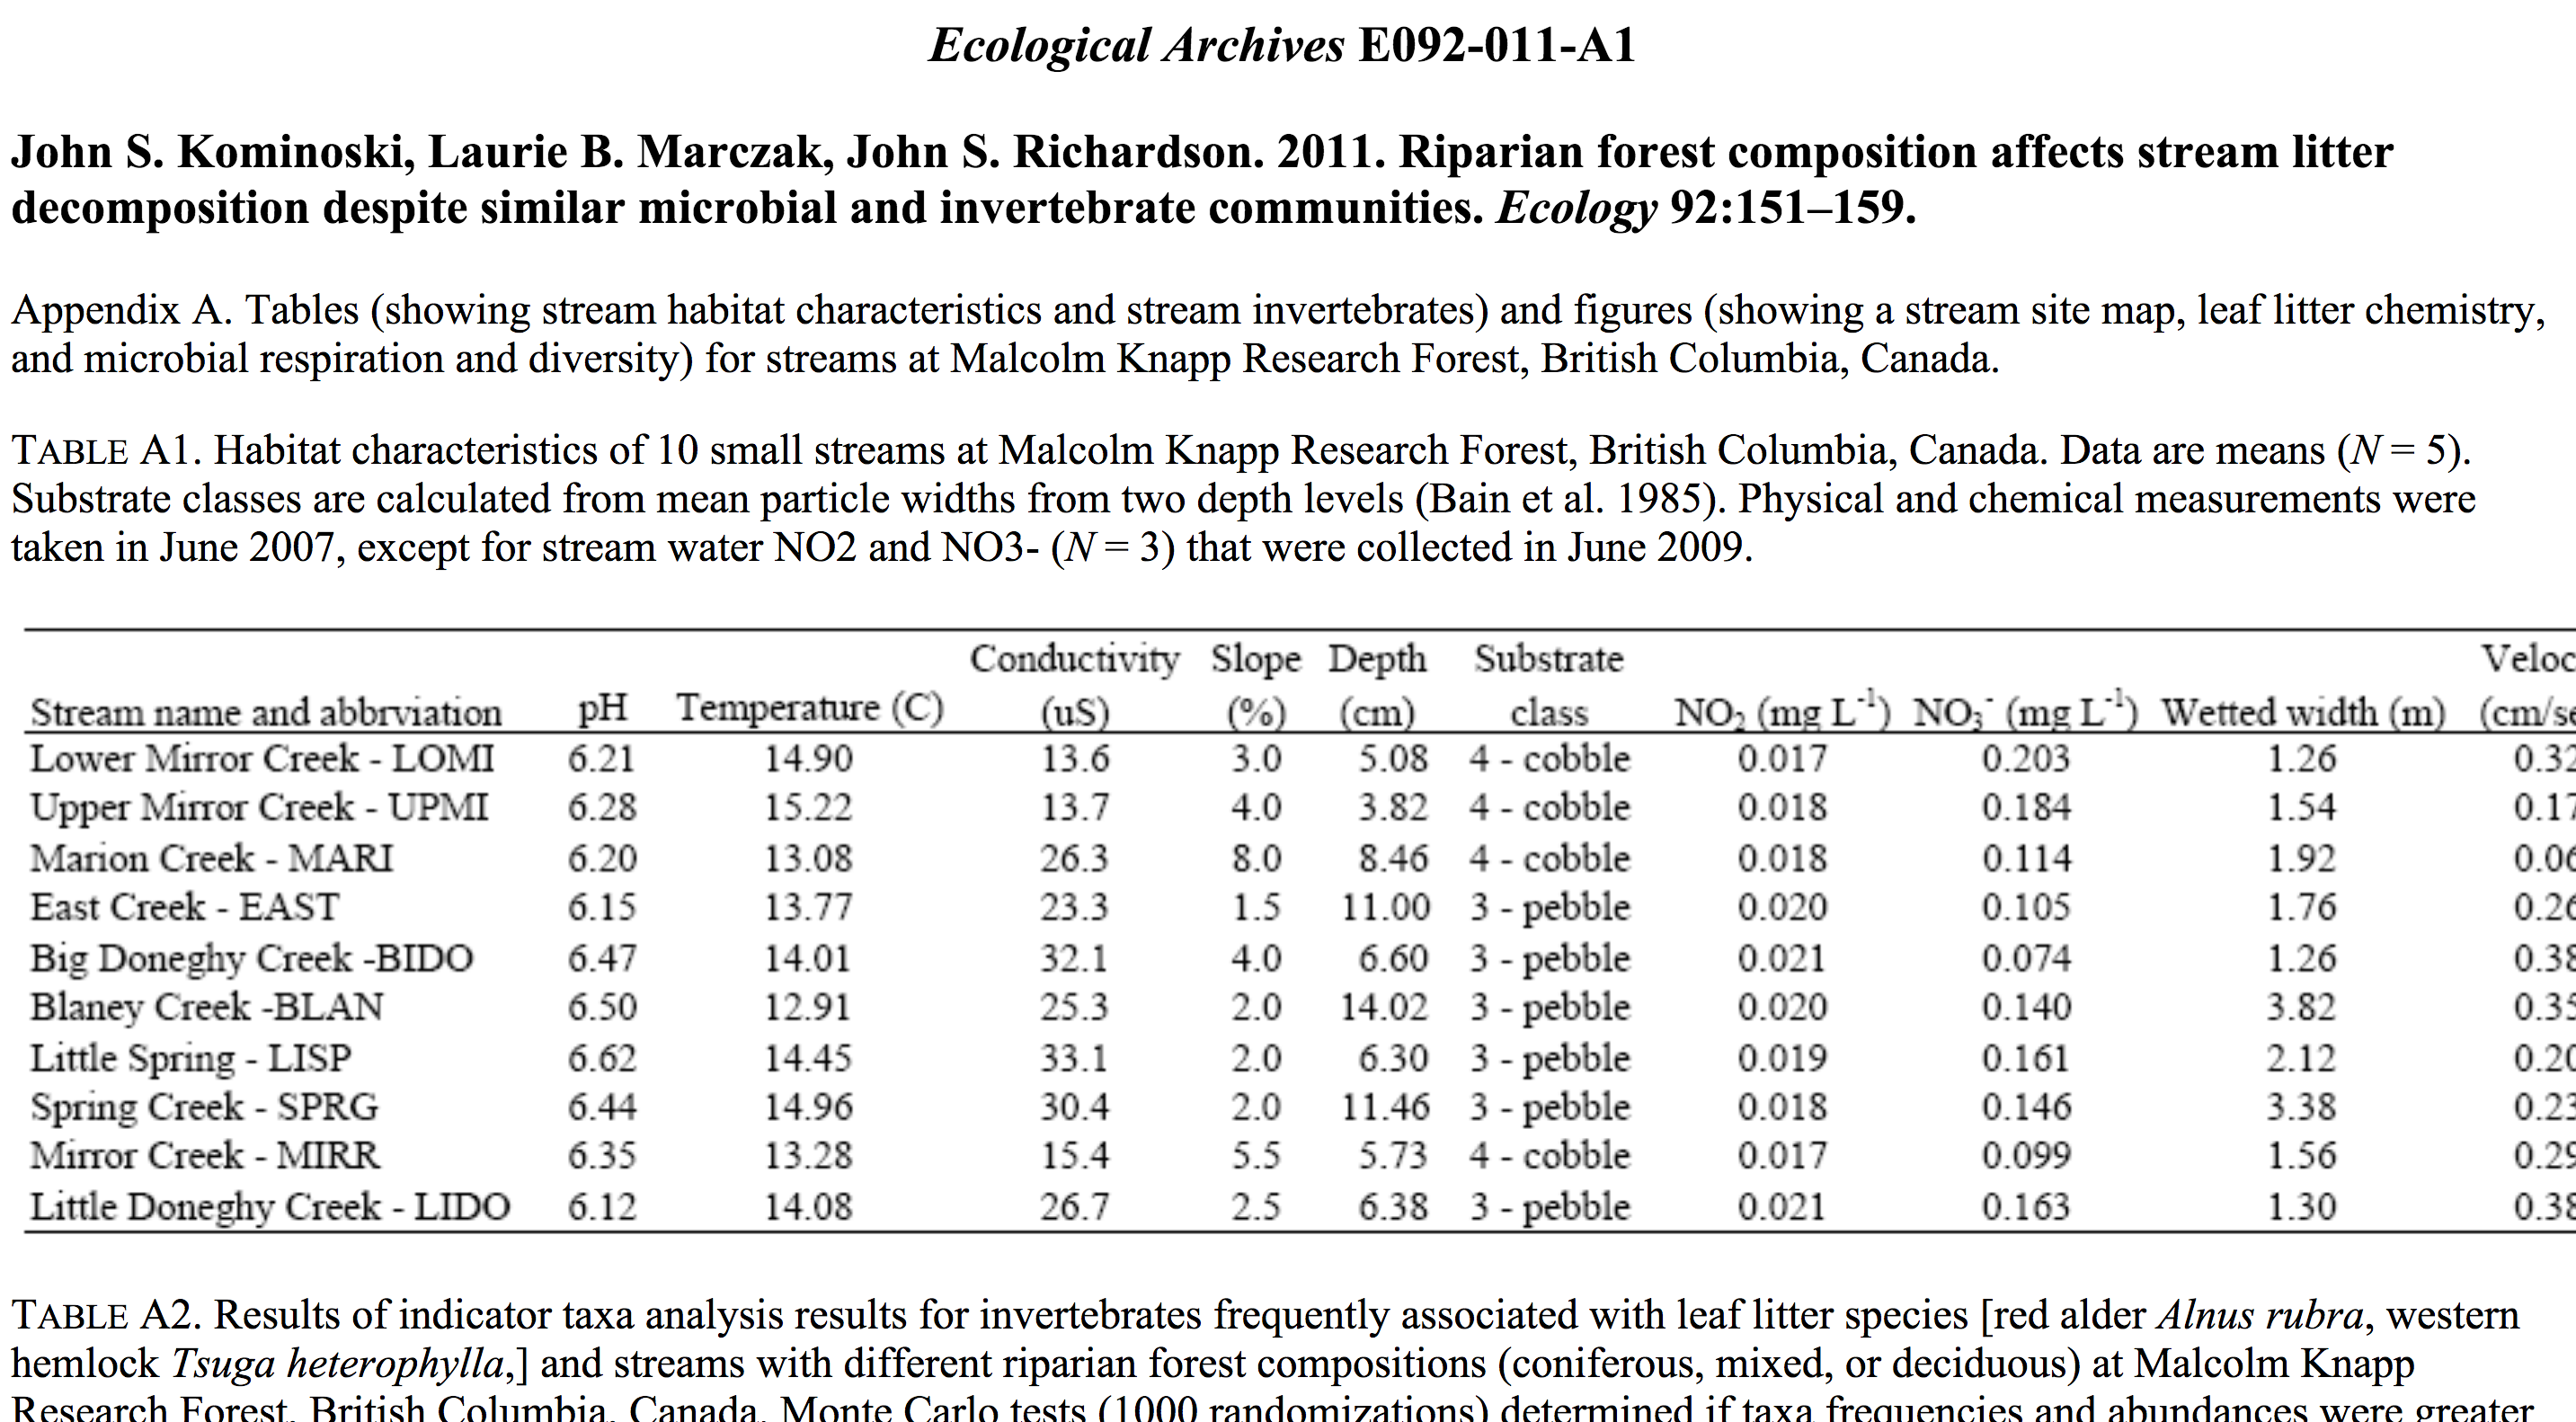 Ecological Archives E092-011-A1
John S. Kominoski, Laurie B. Marczak, John S. Richardson. 2011. Riparian forest composition affects stream litter
decomposition despite similar microbial and invertebrate communities. Ecology 92:151–159.
Appendix A. Tables (showing stream habitat characteristics and stream invertebrates) and figures (showing a stream site map, leaf litter chemistry,
and microbial respiration and diversity) for streams at Malcolm Knapp Research Forest, British Columbia, Canada.
TABLE A1. Habitat characteristics of 10 small streams at Malcolm Knapp Research Forest, British Columbia, Canada. Data are means (N = 5).
Substrate classes are calculated from mean particle widths from two depth levels (Bain et al. 1985). Physical and chemical measurements were
taken in June 2007, except for stream water NO2 and NO3- (N = 3) that were collected in June 2009.
Conductivity Slope Depth Substrate Veloc
Stream name and abbrviation pH Temperature (C) (uS) (%) (cm) class NO₂ (mg L⁻¹) NO₃⁻ (mg L⁻¹) Wetted width (m) (cm/se
Lower Mirror Creek - LOMI 6.21 14.90 13.6 3.0 5.08 4 - cobble 0.017 0.203 1.26 0.32
Upper Mirror Creek - UPMI 6.28 15.22 13.7 4.0 3.82 4 - cobble 0.018 0.184 1.54 0.17
Marion Creek - MARI 6.20 13.08 26.3 8.0 8.46 4 - cobble 0.018 0.114 1.92 0.06
East Creek - EAST 6.15 13.77 23.3 1.5 11.00 3 - pebble 0.020 0.105 1.76 0.26
Big Doneghy Creek -BIDO 6.47 14.01 32.1 4.0 6.60 3 - pebble 0.021 0.074 1.26 0.38
Blaney Creek -BLAN 6.50 12.91 25.3 2.0 14.02 3 - pebble 0.020 0.140 3.82 0.35
Little Spring - LISP 6.62 14.45 33.1 2.0 6.30 3 - pebble 0.019 0.161 2.12 0.20
Spring Creek - SPRG 6.44 14.96 30.4 2.0 11.46 3 - pebble 0.018 0.146 3.38 0.23
Mirror Creek - MIRR 6.35 13.28 15.4 5.5 5.73 4 - cobble 0.017 0.099 1.56 0.29
Little Doneghy Creek - LIDO 6.12 14.08 26.7 2.5 6.38 3 - pebble 0.021 0.163 1.30 0.38
TABLE A2. Results of indicator taxa analysis results for invertebrates frequently associated with leaf litter species [red alder Alnus rubra, western
hemlock Tsuga heterophylla,] and streams with different riparian forest compositions (coniferous, mixed, or deciduous) at Malcolm Knapp
Research Forest, British Columbia, Canada. Monte Carlo tests (1000 randomizations) determined if taxa frequencies and abundances were greater